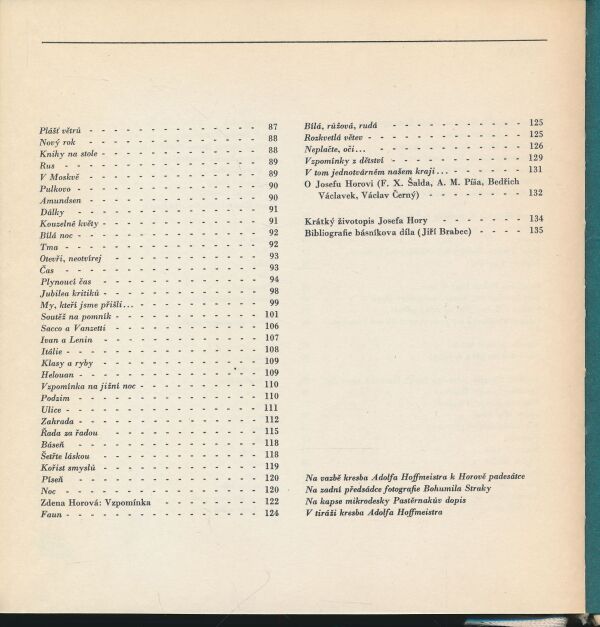 Plášť větrů - - - - - - - - - - - - - - - 87
Nový rok - - - - - - - - - - - - - - - - 88
Knihy na stole - - - - - - - - - - - - - - 88
Rus - - - - - - - - - - - - - - - - - 89
V Moskvě - - - - - - - - - - - - - - - - 89
Pulkovo - - - - - - - - - - - - - - - - 90
Amundsen - - - - - - - - - - - - - - - 90
Dálky - - - - - - - - - - - - - - - - 91
Kouzelné květy - - - - - - - - - - - - - - 91
Bílá noc - - - - - - - - - - - - - - - - 92
Tma - - - - - - - - - - - - - - - - - 92
Otevři, neotvírej - - - - - - - - - - - - - 93
Čas - - - - - - - - - - - - - - - - - 93
Plynoucí čas - - - - - - - - - - - - - - 94
Jubilea kritiků - - - - - - - - - - - - - - 98
My, kteří jsme přišli... - - - - - - - - - - - 99
Soutěž na pomník - - - - - - - - - - - - - 101
Sacco a Vanzetti - - - - - - - - - - - - - 106
Ivan a Lenin - - - - - - - - - - - - - - 107
Itálie - - - - - - - - - - - - - - - - - 108
Klasy a ryby - - - - - - - - - - - - - - 109
Helouan - - - - - - - - - - - - - - - - 109
Vzpomínka na jižní noc - - - - - - - - - - - 110
Podzim - - - - - - - - - - - - - - - - 110
Ulice - - - - - - - - - - - - - - - - - 111
Zahrada - - - - - - - - - - - - - - - - 112
Řada za řadou - - - - - - - - - - - - - - 115
Báseň - - - - - - - - - - - - - - - - 118
Šetřte láskou - - - - - - - - - - - - - - 118
Kořist smyslů - - - - - - - - - - - - - - 119
Píseň - - - - - - - - - - - - - - - - 120
Noc - - - - - - - - - - - - - - - - - 120
Zdena Horová: Vzpomínka - - - - - - - - - 122
Faun - - - - - - - - - - - - - - - - - 124
Bílá, růžová, rudá - - - - - - - - - - - - 125
Rozkvetlá větev - - - - - - - - - - - - - 125
Neplačte, oči... - - - - - - - - - - - - - 126
Vzpomínky z dětství - - - - - - - - - - - - 129
V tom jednotvárném našem kraji... - - - - - - - 131
O Josefu Horovi (F. X. Šalda, A. M. Píša, Bedřich
Václavek, Václav Černý) - - - - - - - - 132
Krátký životopis Josefa Hory - - - - - - - - 134
Bibliografie básníkova díla (Jiří Brabec) - - - - 135
Na vazbě kresba Adolfa Hoffmeistra k Horově padesátce
Na zadní předsádce fotografie Bohumila Straky
Na kapse mikrodesky Pastěrnakův dopis
V tiráži kresba Adolfa Hoffmeistra